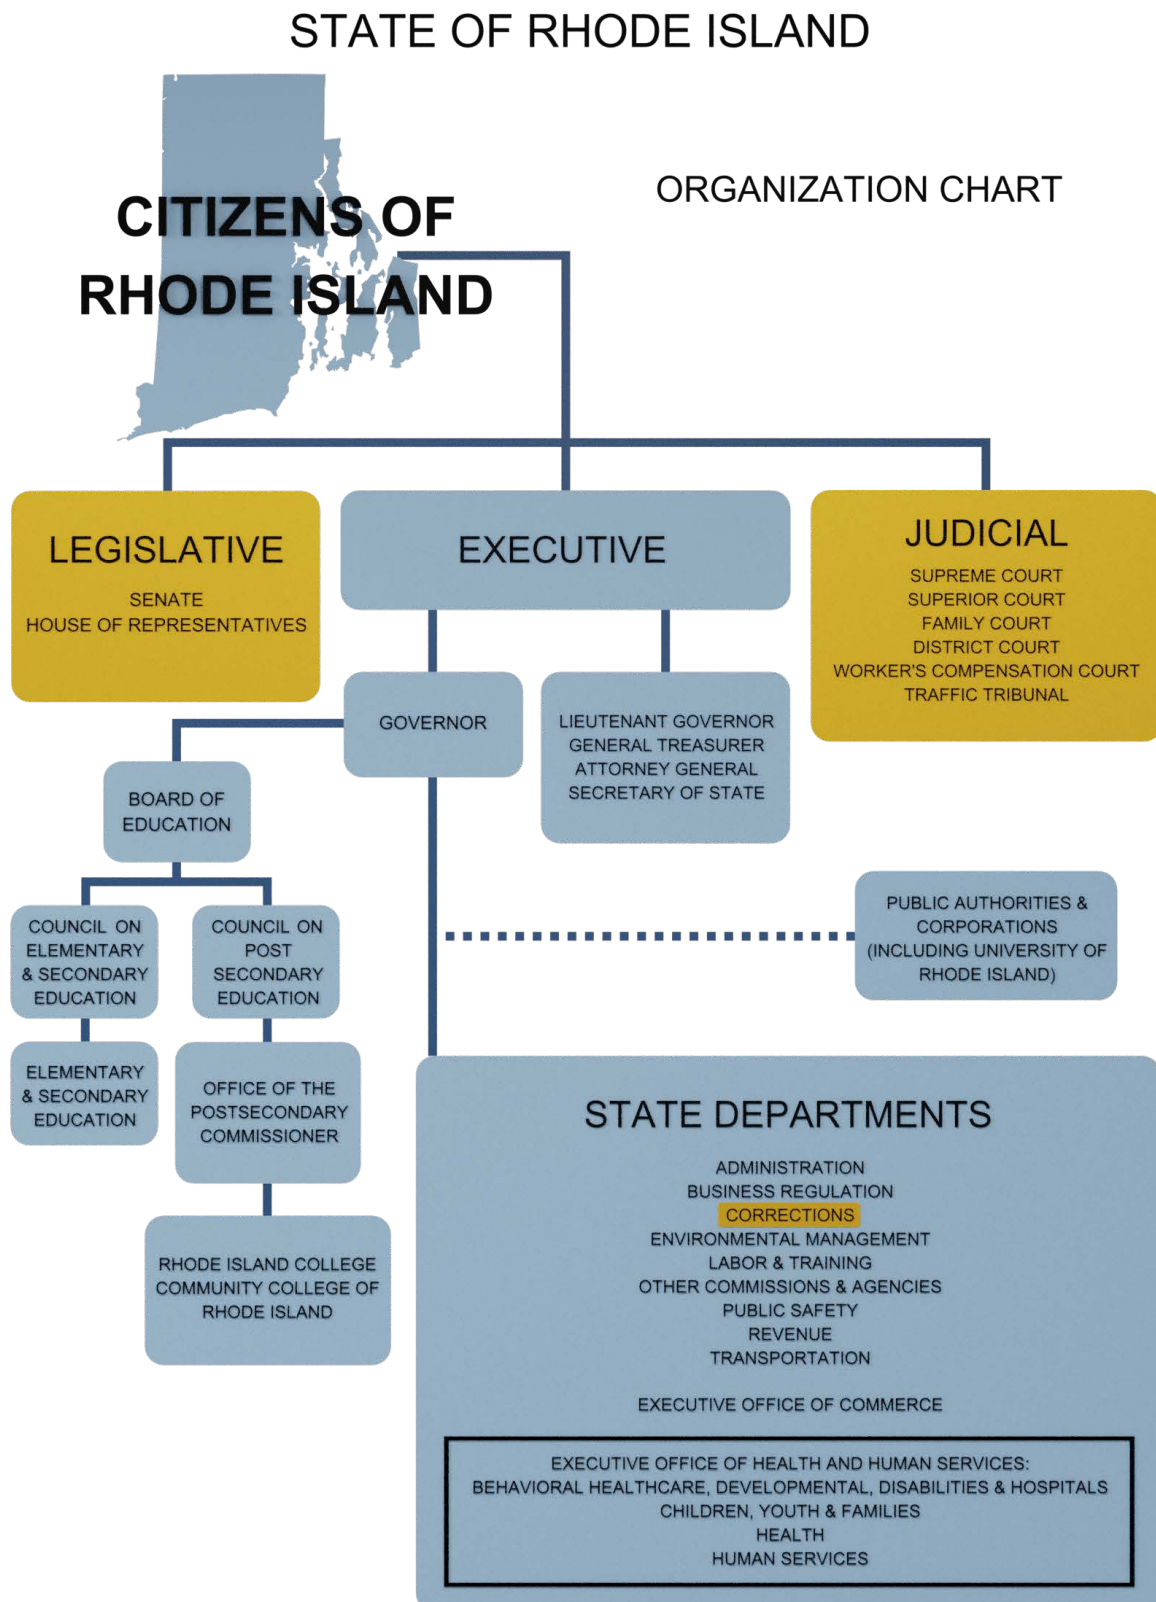 STATE OF RHODE ISLAND
CITIZENS OF
RHODE ISLAND
ORGANIZATION CHART
LEGISLATIVE
SENATE
HOUSE OF REPRESENTATIVES
EXECUTIVE
JUDICIAL
SUPREME COURT
SUPERIOR COURT
FAMILY COURT
DISTRICT COURT
WORKER'S COMPENSATION COURT
TRAFFIC TRIBUNAL
GOVERNOR
LIEUTENANT GOVERNOR
GENERAL TREASURER
ATTORNEY GENERAL
SECRETARY OF STATE
BOARD OF
EDUCATION
COUNCIL ON
ELEMENTARY
& SECONDARY
EDUCATION
COUNCIL ON
POST
SECONDARY
EDUCATION
PUBLIC AUTHORITIES &
CORPORATIONS
(INCLUDING UNIVERSITY OF
RHODE ISLAND)
ELEMENTARY
& SECONDARY
EDUCATION
OFFICE OF THE
POSTSECONDARY
COMMISSIONER
RHODE ISLAND COLLEGE
COMMUNITY COLLEGE OF
RHODE ISLAND
STATE DEPARTMENTS
ADMINISTRATION
BUSINESS REGULATION
CORRECTIONS
ENVIRONMENTAL MANAGEMENT
LABOR & TRAINING
OTHER COMMISSIONS & AGENCIES
PUBLIC SAFETY
REVENUE
TRANSPORTATION
EXECUTIVE OFFICE OF COMMERCE
EXECUTIVE OFFICE OF HEALTH AND HUMAN SERVICES:
BEHAVIORAL HEALTHCARE, DEVELOPMENTAL, DISABILITIES & HOSPITALS
CHILDREN, YOUTH & FAMILIES
HEALTH
HUMAN SERVICES